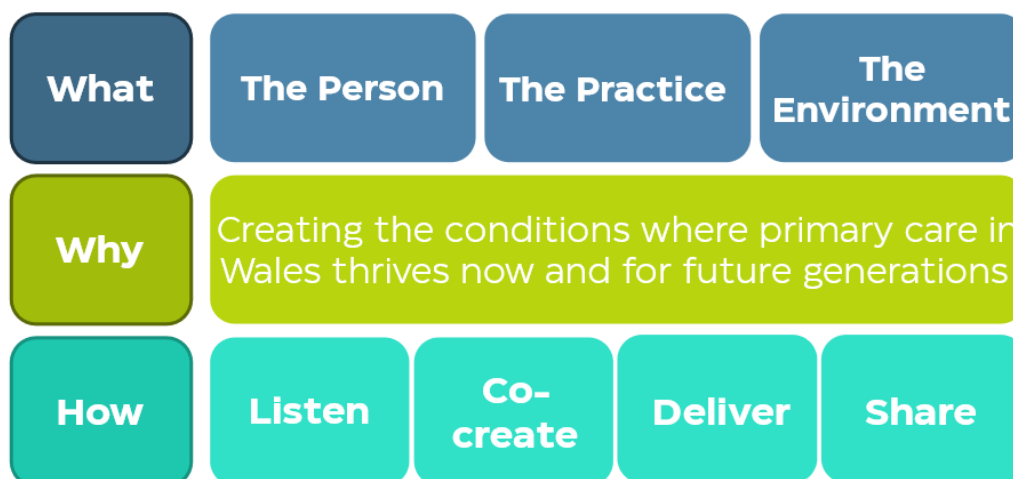 What
The Person
The Practice
The
Environment
Why
Creating the conditions where primary care in
Wales thrives now and for future generations
How
Listen
Co-
create
Deliver
Share